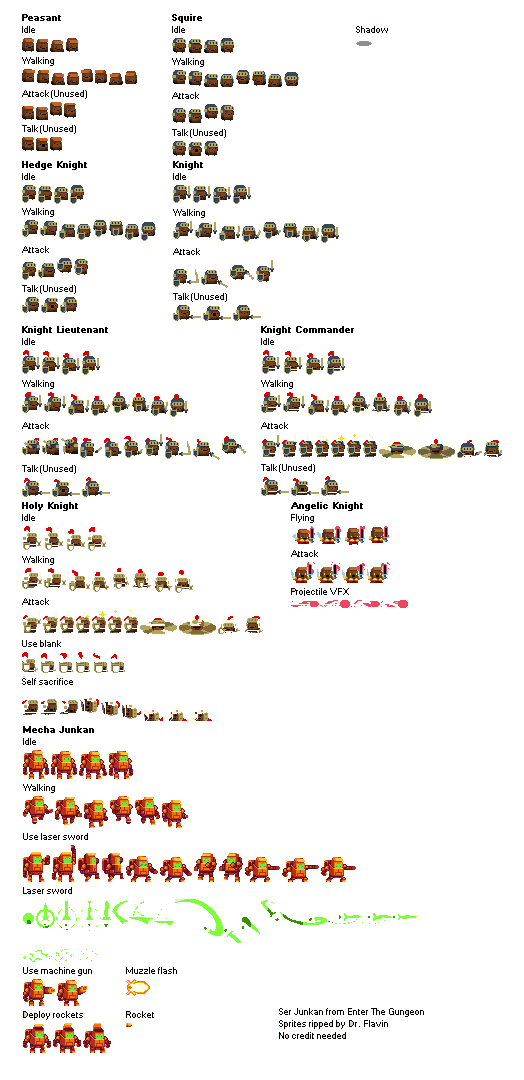 Peasant
Idle
Walking
Attack(Unused)
Talk(Unused)
Squire
Idle
Walking
Attack
Talk(Unused)
Shadow
Hedge Knight
Idle
Walking
Attack
Talk(Unused)
Knight
Idle
Walking
Attack
Talk(Unused)
Knight Lieutenant
Idle
Walking
Attack
Talk(Unused)
Knight Commander
Idle
Walking
Attack
Talk(Unused)
Holy Knight
Idle
Walking
Attack
Use blank
Self sacrifice
Angelic Knight
Flying
Attack
Projectile VFX
Mecha Junkan
Idle
Walking
Use laser sword
Laser sword
Use machine gun
Muzzle flash
Deploy rockets
Rocket
Ser Junkan from Enter The Gungeon
Sprites ripped by Dr. Flavin
No credit needed